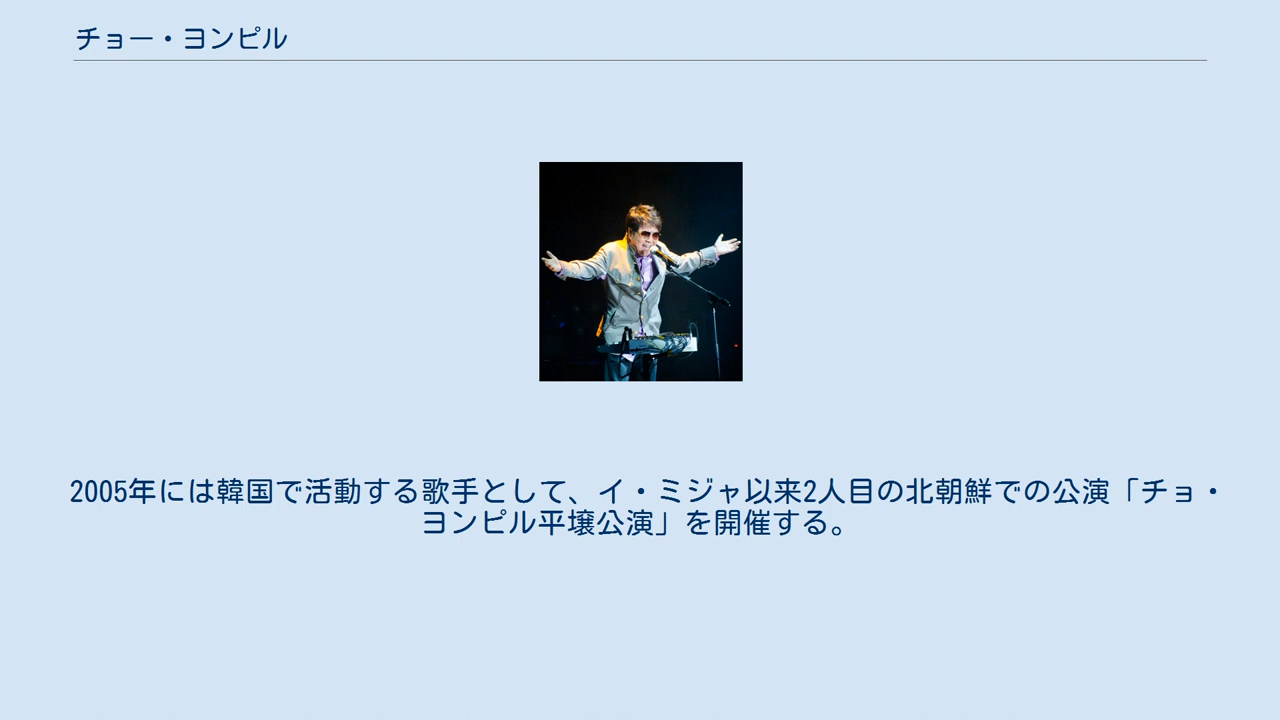 チョー・ヨンピル
2005年には韓国で活動する歌手として、イ・ミジャ以来2人目の北朝鮮での公演「チョ・
ヨンピル平壌公演」を開催する。